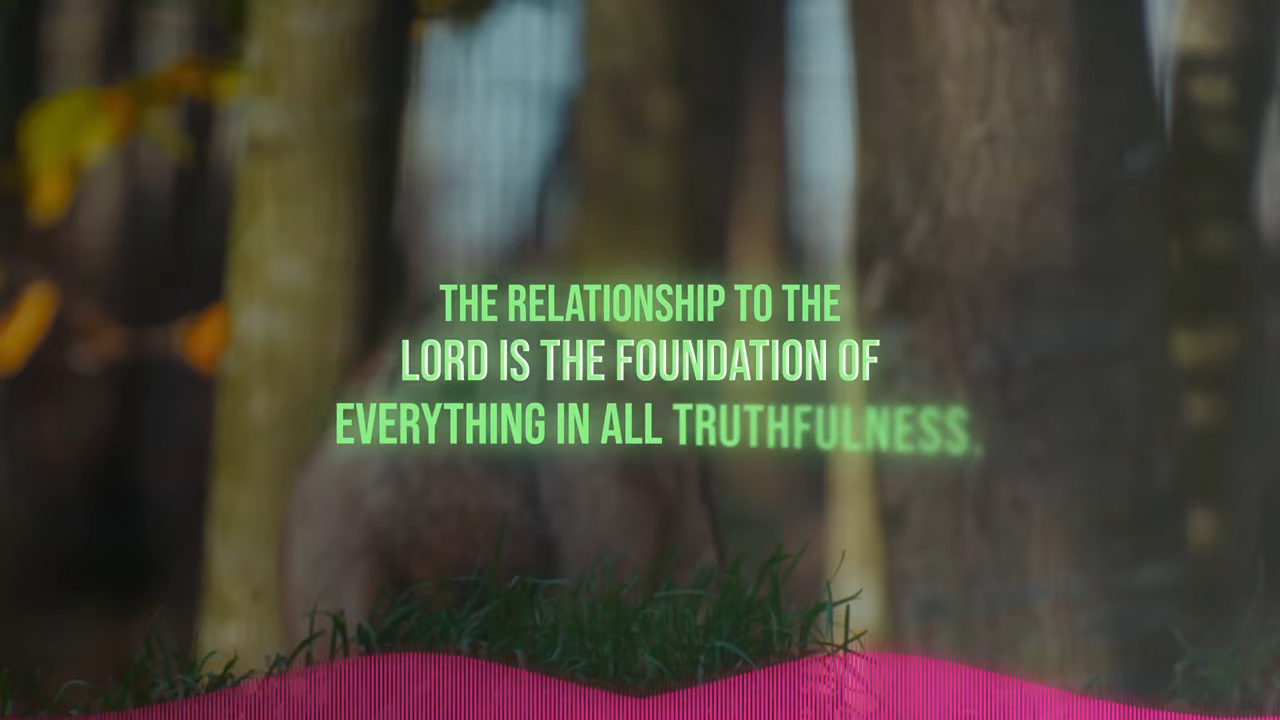 THE RELATIONSHIP TO THE
LORD IS THE FOUNDATION OF
EVERYTHING IN ALL TRUTHFULNESS.